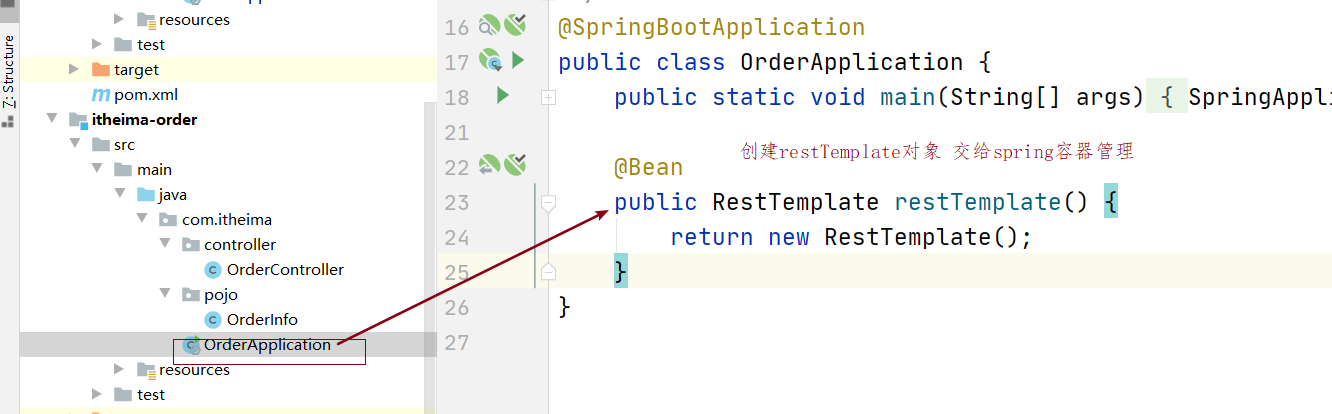 resources
test
target
pom.xml
itheima-order
src
main
java
com.itheima
controller
OrderController
pojo
OrderInfo
OrderApplication
resources
test
7: Structure
16 @SpringBootApplication
17 public class OrderApplication {
18 public static void main(String[] args) { SpringAppli
21
创建restTemplate对象 交给spring容器管理
22 @Bean
23 public RestTemplate restTemplate() {
24 return new RestTemplate();
25 }
26 }
27